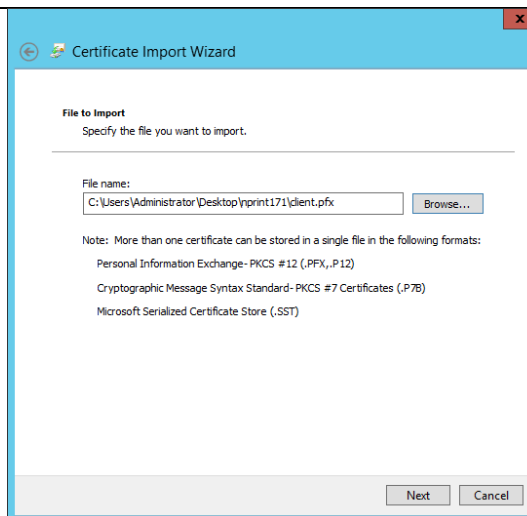 x
Certificate Import Wizard
File to Import
Specify the file you want to import.
File name:
C:\Users\Administrator\Desktop\nprint171\client.pfx
Browse...
Note: More than one certificate can be stored in a single file in the following formats:
Personal Information Exchange- PKCS #12 (.PFX,.P12)
Cryptographic Message Syntax Standard- PKCS #7 Certificates (.P7B)
Microsoft Serialized Certificate Store (.SST)
Next Cancel